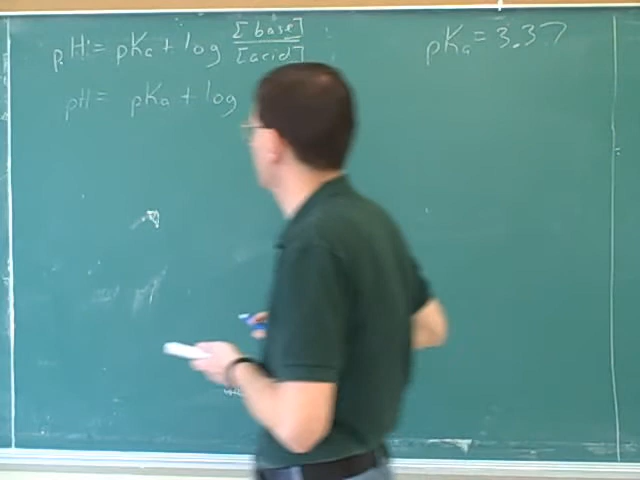 pH = pKa + log [base]/[acid]
pKa = 3.37
pH = pKa + log